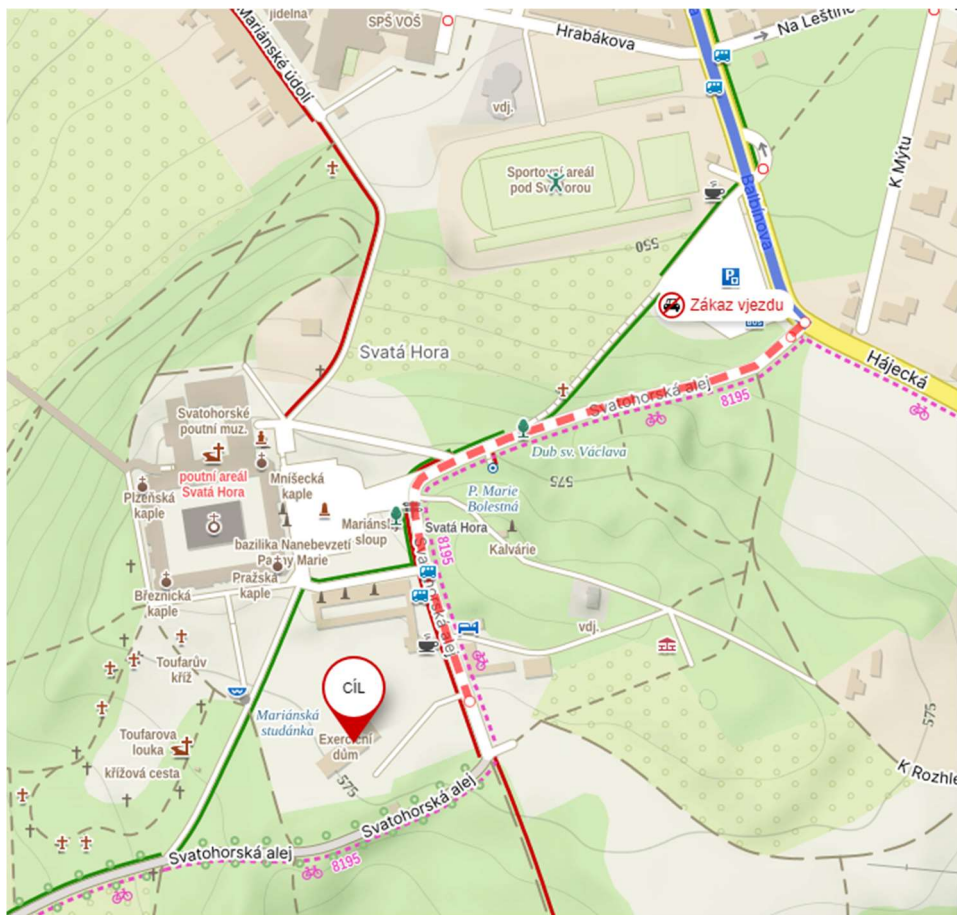 jídelna
SPŠ VOŠ
Mariánské údolí
Hrabákova
Na Leštině
vdj.
K Mýtu
Sportovní areál
pod Svatou Horou
Balbínova
550
P
Zákaz vjezdu
BUS
Svatá Hora
Hájecká
Svatohorská alej
8195
Svatohorské
poutní muz.
Dub sv. Václava
poutní areál
Svatá Hora
Mníšecká
kaple
575
P. Marie
Bolestná
Plzeňská
kaple
Mariánský
sloup
Svatá Hora
8195
Kalvárie
bazilika Nanebevzetí
Panny Marie
Pražská
kaple
Březnická
kaple
Svatohorská alej
vdj.
Toufarův
kříž
CÍL
Mariánská
studánka
Toufarova
louka
křížová cesta
Exerciční
dům
575
575
K Rozhle
Svatohorská alej
Svatohorská alej
8195